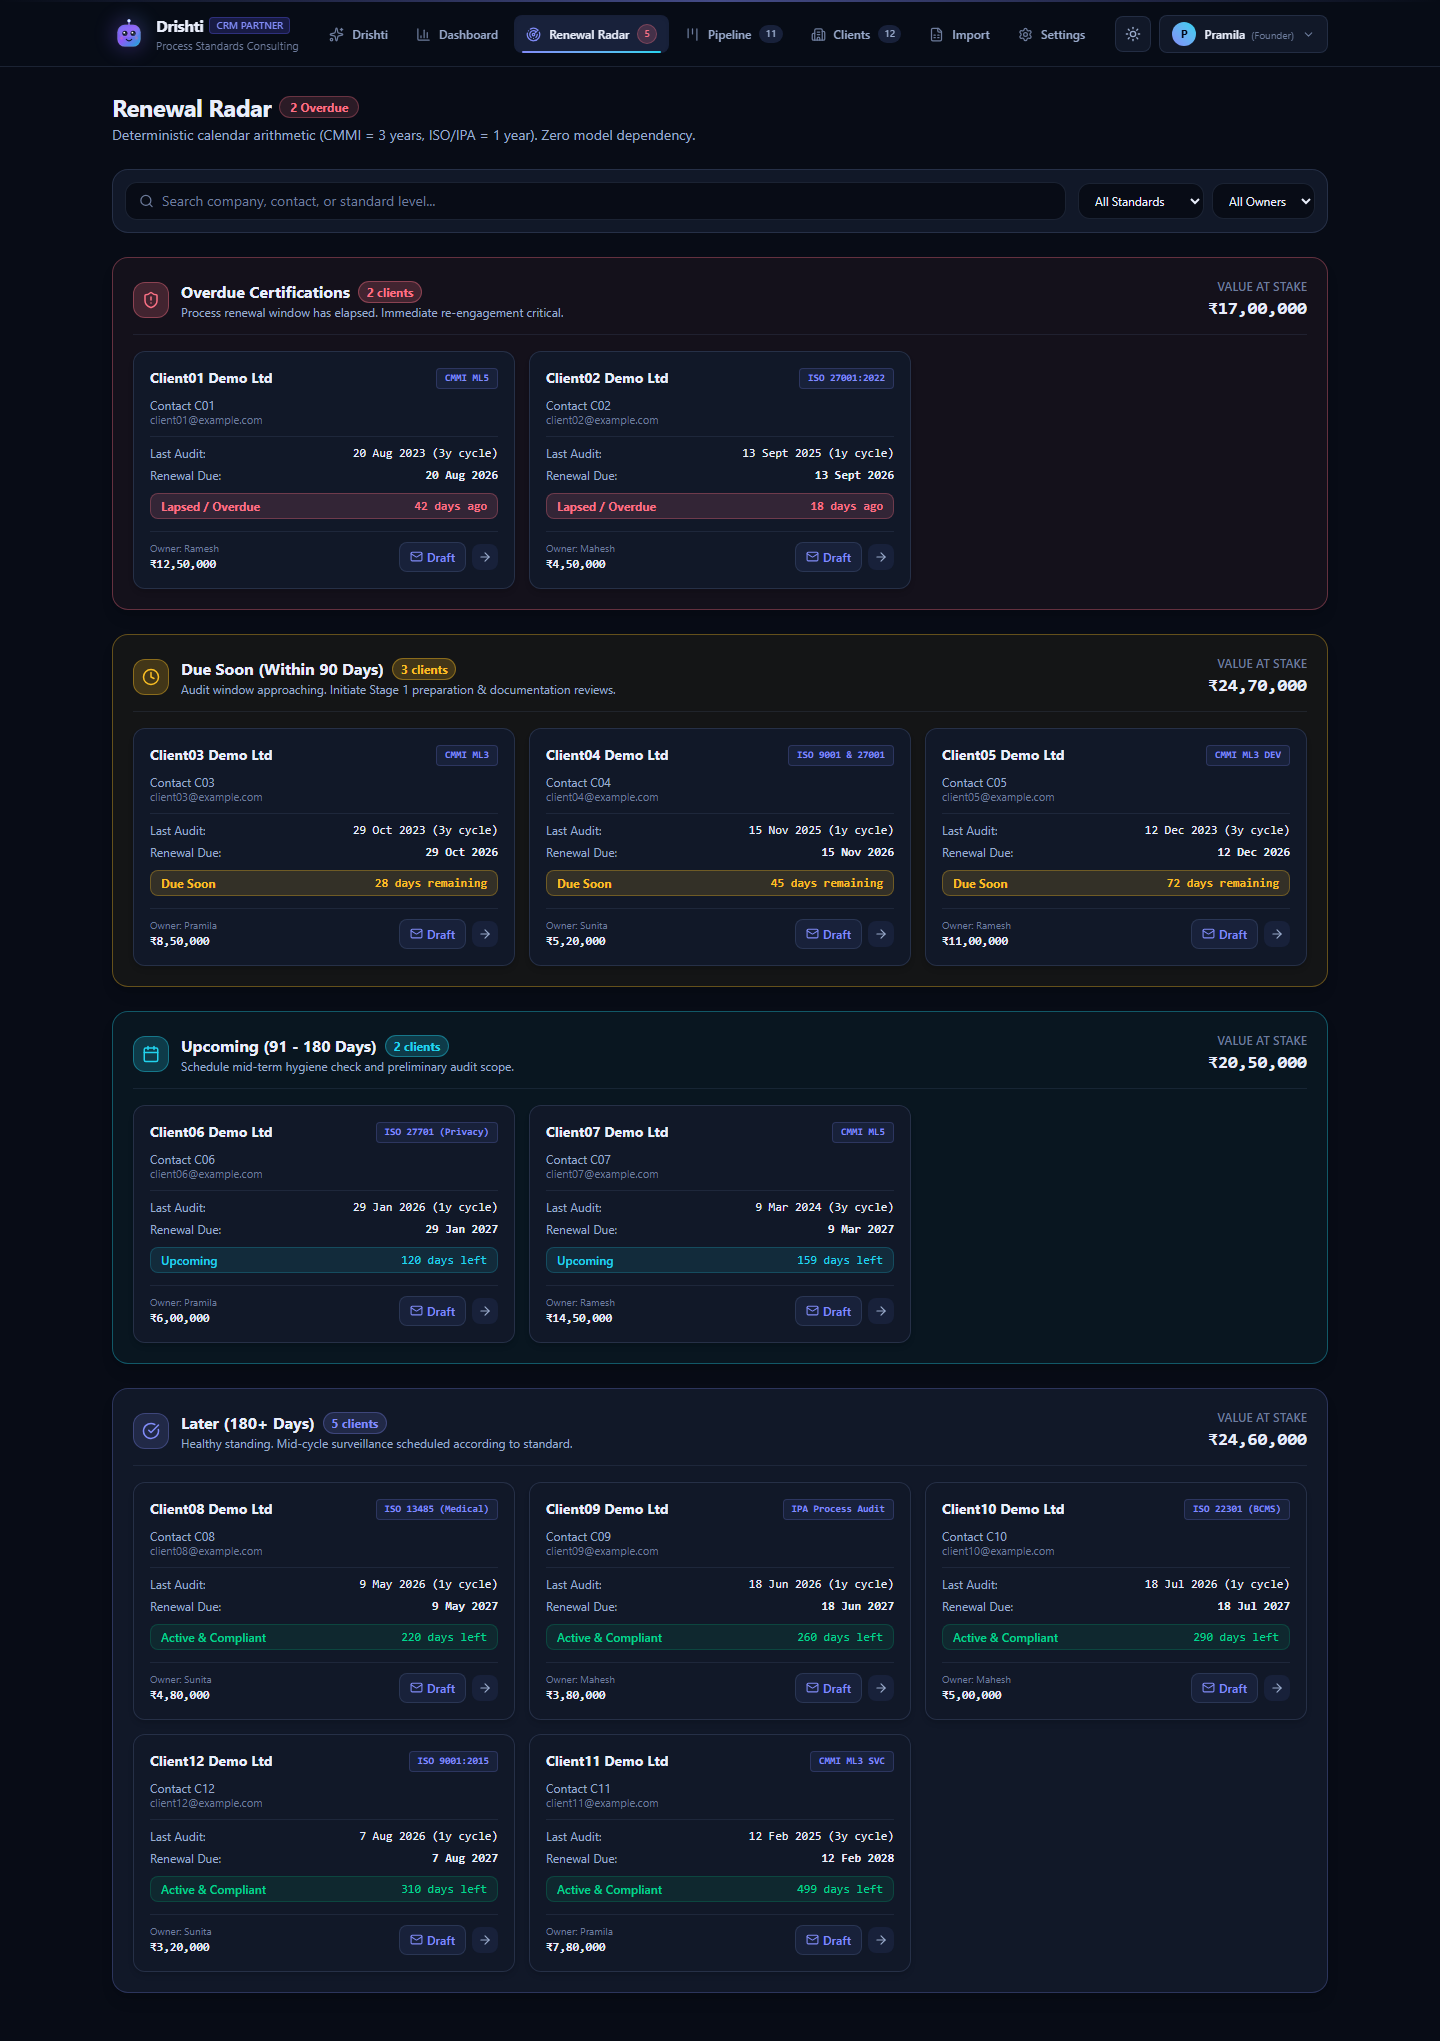 Drishti CRM PARTNER
Process Standards Consulting
Drishti
Dashboard
Renewal Radar 5
Pipeline 11
Clients 12
Import
Settings
P Pramila (Founder)
Renewal Radar 2 Overdue
Deterministic calendar arithmetic (CMMI = 3 years, ISO/IPA = 1 year). Zero model dependency.
Search company, contact, or standard level...
All Standards
All Owners
Overdue Certifications 2 clients
Process renewal window has elapsed. Immediate re-engagement critical.
VALUE AT STAKE
₹17,00,000
Client01 Demo Ltd CMMI ML5
Contact C01
client01@example.com
Last Audit: 20 Aug 2023 (3y cycle)
Renewal Due: 20 Aug 2026
Lapsed / Overdue 42 days ago
Owner: Ramesh
₹12,50,000
Draft
Client02 Demo Ltd ISO 27001:2022
Contact C02
client02@example.com
Last Audit: 13 Sept 2025 (1y cycle)
Renewal Due: 13 Sept 2026
Lapsed / Overdue 18 days ago
Owner: Mahesh
₹4,50,000
Draft
Due Soon (Within 90 Days) 3 clients
Audit window approaching. Initiate Stage 1 preparation & documentation reviews.
VALUE AT STAKE
₹24,70,000
Client03 Demo Ltd CMMI ML3
Contact C03
client03@example.com
Last Audit: 29 Oct 2023 (3y cycle)
Renewal Due: 29 Oct 2026
Due Soon 28 days remaining
Owner: Pramila
₹8,50,000
Draft
Client04 Demo Ltd ISO 9001 & 27001
Contact C04
client04@example.com
Last Audit: 15 Nov 2025 (1y cycle)
Renewal Due: 15 Nov 2026
Due Soon 45 days remaining
Owner: Sunita
₹5,20,000
Draft
Client05 Demo Ltd CMMI ML3 DEV
Contact C05
client05@example.com
Last Audit: 12 Dec 2023 (3y cycle)
Renewal Due: 12 Dec 2026
Due Soon 72 days remaining
Owner: Ramesh
₹11,00,000
Draft
Upcoming (91 - 180 Days) 2 clients
Schedule mid-term hygiene check and preliminary audit scope.
VALUE AT STAKE
₹20,50,000
Client06 Demo Ltd ISO 27701 (Privacy)
Contact C06
client06@example.com
Last Audit: 29 Jan 2026 (1y cycle)
Renewal Due: 29 Jan 2027
Upcoming 120 days left
Owner: Pramila
₹6,00,000
Draft
Client07 Demo Ltd CMMI ML5
Contact C07
client07@example.com
Last Audit: 9 Mar 2024 (3y cycle)
Renewal Due: 9 Mar 2027
Upcoming 159 days left
Owner: Ramesh
₹14,50,000
Draft
Later (180+ Days) 5 clients
Healthy standing. Mid-cycle surveillance scheduled according to standard.
VALUE AT STAKE
₹24,60,000
Client08 Demo Ltd ISO 13485 (Medical)
Contact C08
client08@example.com
Last Audit: 9 May 2026 (1y cycle)
Renewal Due: 9 May 2027
Active & Compliant 220 days left
Owner: Sunita
₹4,80,000
Draft
Client09 Demo Ltd IPA Process Audit
Contact C09
client09@example.com
Last Audit: 18 Jun 2026 (1y cycle)
Renewal Due: 18 Jun 2027
Active & Compliant 260 days left
Owner: Mahesh
₹3,80,000
Draft
Client10 Demo Ltd ISO 22301 (BCMS)
Contact C10
client10@example.com
Last Audit: 18 Jul 2026 (1y cycle)
Renewal Due: 18 Jul 2027
Active & Compliant 290 days left
Owner: Mahesh
₹5,00,000
Draft
Client12 Demo Ltd ISO 9001:2015
Contact C12
client12@example.com
Last Audit: 7 Aug 2026 (1y cycle)
Renewal Due: 7 Aug 2027
Active & Compliant 310 days left
Owner: Sunita
₹3,20,000
Draft
Client11 Demo Ltd CMMI ML3 SVC
Contact C11
client11@example.com
Last Audit: 12 Feb 2025 (3y cycle)
Renewal Due: 12 Feb 2028
Active & Compliant 499 days left
Owner: Pramila
₹7,80,000
Draft